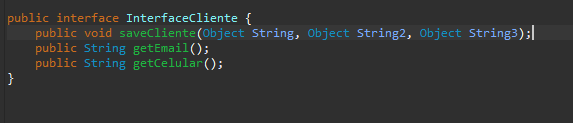 public interface InterfaceCliente {
    public void saveCliente(Object String, Object String2, Object String3);
    public String getEmail();
    public String getCelular();
}